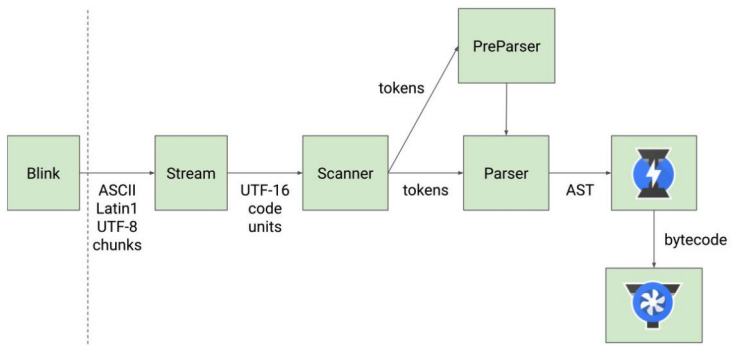 PreParser
tokens
Blink
ASCII
Latin1
UTF-8
chunks
Stream
UTF-16
code
units
Scanner
tokens
Parser
AST
bytecode